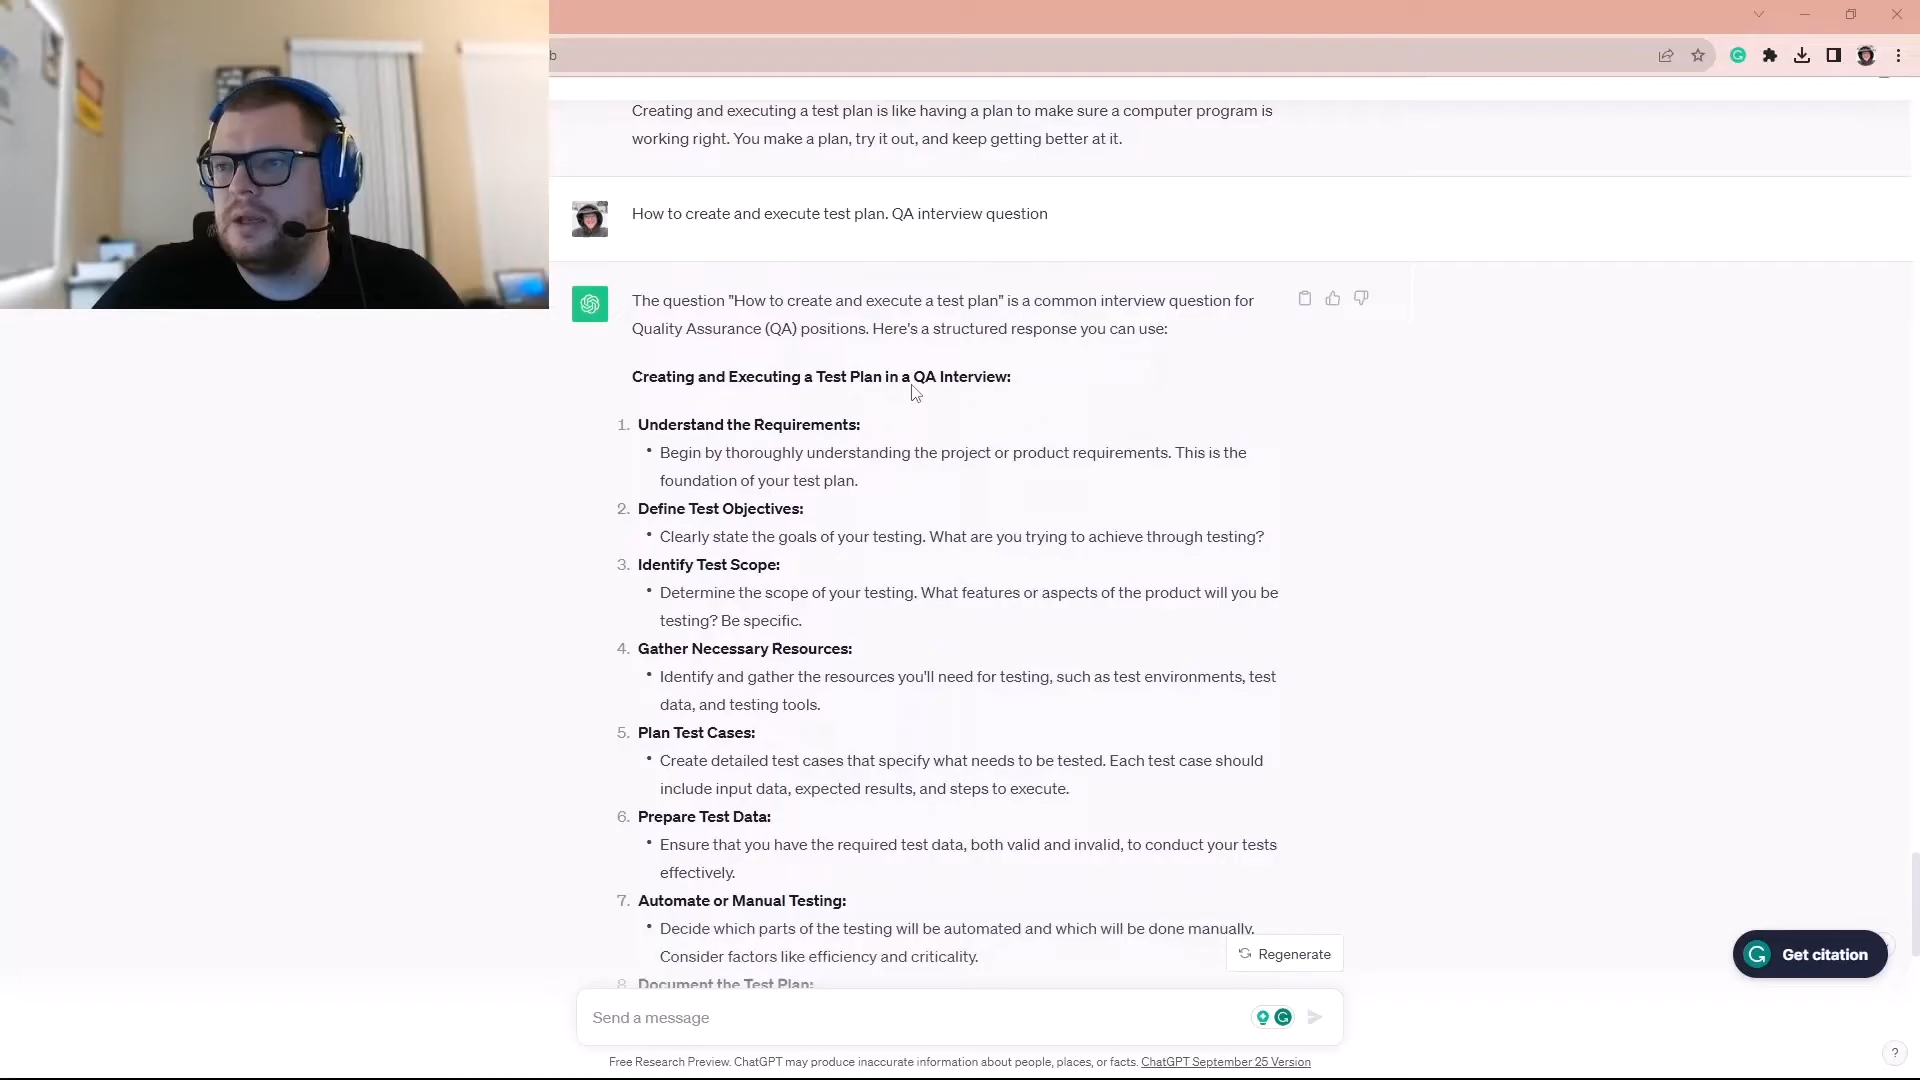 b
Creating and executing a test plan is like having a plan to make sure a computer program is
working right. You make a plan, try it out, and keep getting better at it.
How to create and execute test plan. QA interview question
The question "How to create and execute a test plan" is a common interview question for
Quality Assurance (QA) positions. Here's a structured response you can use:
Creating and Executing a Test Plan in a QA Interview:
1. Understand the Requirements:
• Begin by thoroughly understanding the project or product requirements. This is the
foundation of your test plan.
2. Define Test Objectives:
• Clearly state the goals of your testing. What are you trying to achieve through testing?
3. Identify Test Scope:
• Determine the scope of your testing. What features or aspects of the product will you be
testing? Be specific.
4. Gather Necessary Resources:
• Identify and gather the resources you'll need for testing, such as test environments, test
data, and testing tools.
5. Plan Test Cases:
• Create detailed test cases that specify what needs to be tested. Each test case should
include input data, expected results, and steps to execute.
6. Prepare Test Data:
• Ensure that you have the required test data, both valid and invalid, to conduct your tests
effectively.
7. Automate or Manual Testing:
• Decide which parts of the testing will be automated and which will be done manually.
Consider factors like efficiency and criticality.
Regenerate
Get citation
8. Document the Test Plan:
Send a message
Free Research Preview. ChatGPT may produce inaccurate information about people, places, or facts. ChatGPT September 25 Version
?